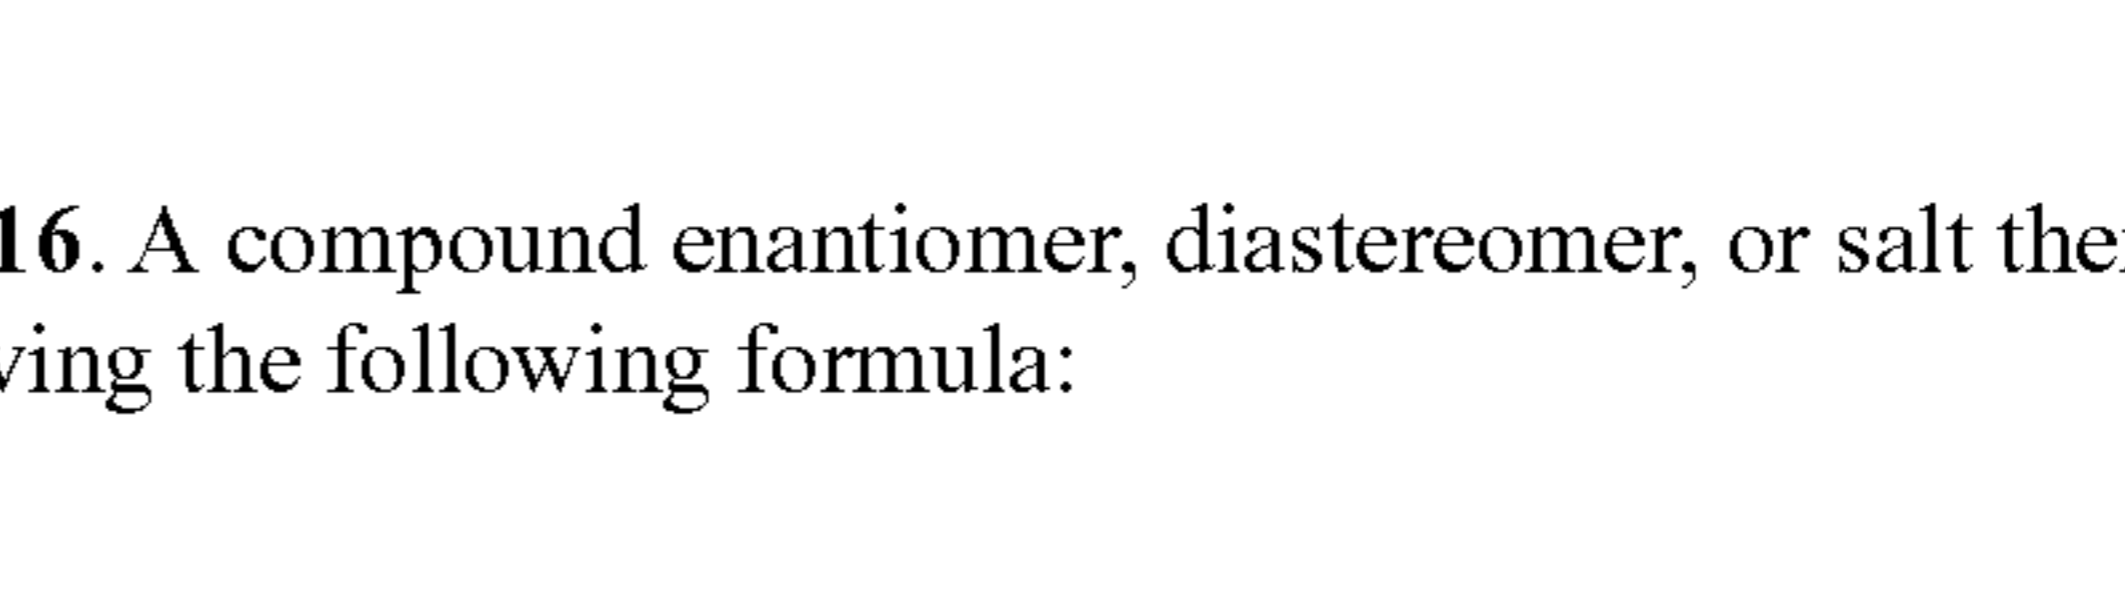 16. A compound enantiomer, diastereomer, or salt
the following formula: